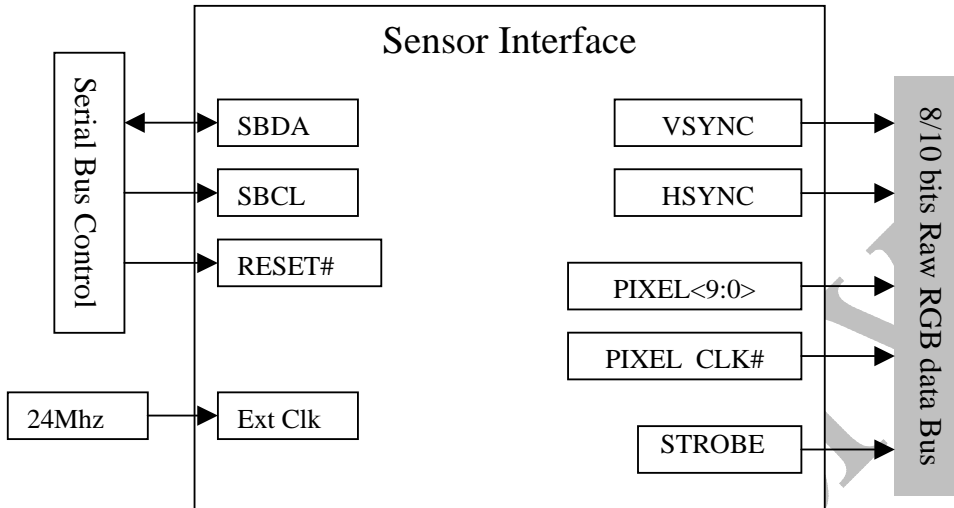 Sensor Interface
Serial Bus Control
SBDA
SBCL
RESET#
24Mhz
Ext Clk
VSYNC
HSYNC
PIXEL<9:0>
PIXEL CLK#
STROBE
8/10 bits Raw RGB data Bus